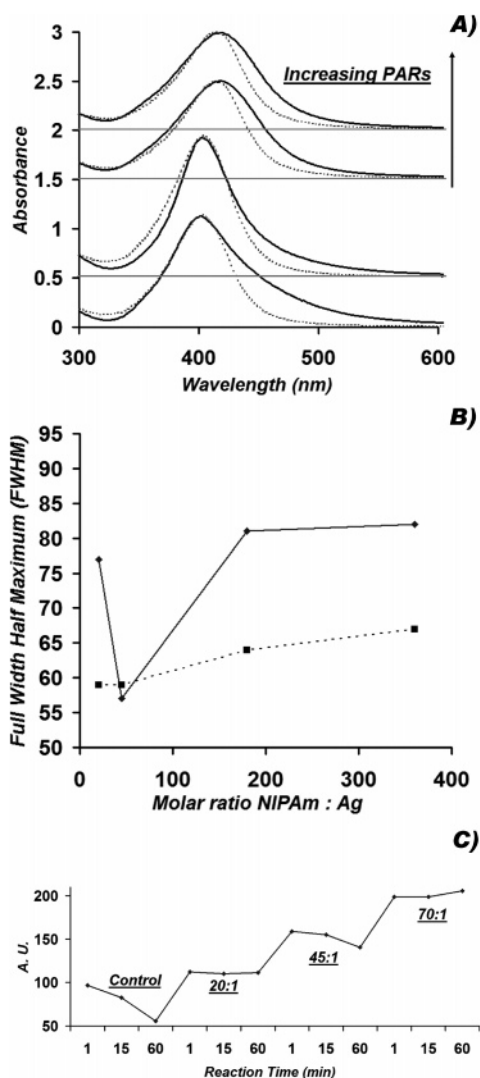 A)
3
2.5
2
1.5
1
0.5
0
Absorbance
Increasing PARs
300 400 500 600
Wavelength (nm)
B)
95
90
85
80
75
70
65
60
55
50
Full Width Half Maximum (FWHM)
0 100 200 300 400
Molar ratio NIPAm : Ag
C)
200
150
100
50
A. U.
Control
20:1
45:1
70:1
1 15 60 1 15 60 1 15 60 1 15 60
Reaction Time (min)